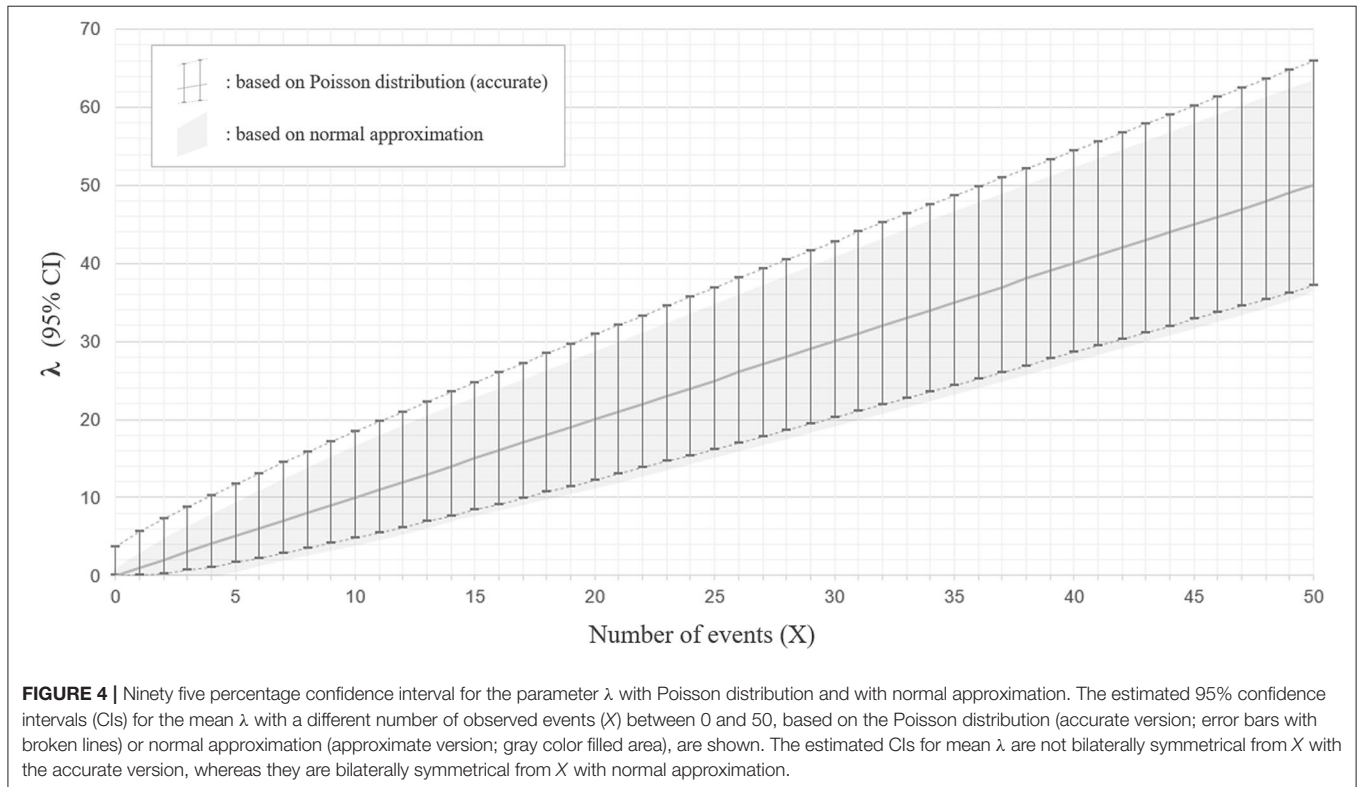 70
60
50
40
30
20
10
0
λ (95% CI)
: based on Poisson distribution (accurate)
: based on normal approximation
0 5 10 15 20 25 30 35 40 45 50
Number of events (X)
FIGURE 4 | Ninety five percentage confidence interval for the parameter λ with Poisson distribution and with normal approximation. The estimated 95% confidence
intervals (CIs) for the mean λ with a different number of observed events (X) between 0 and 50, based on the Poisson distribution (accurate version; error bars with
broken lines) or normal approximation (approximate version; gray color filled area), are shown. The estimated CIs for mean λ are not bilaterally symmetrical from X with
the accurate version, whereas they are bilaterally symmetrical from X with normal approximation.